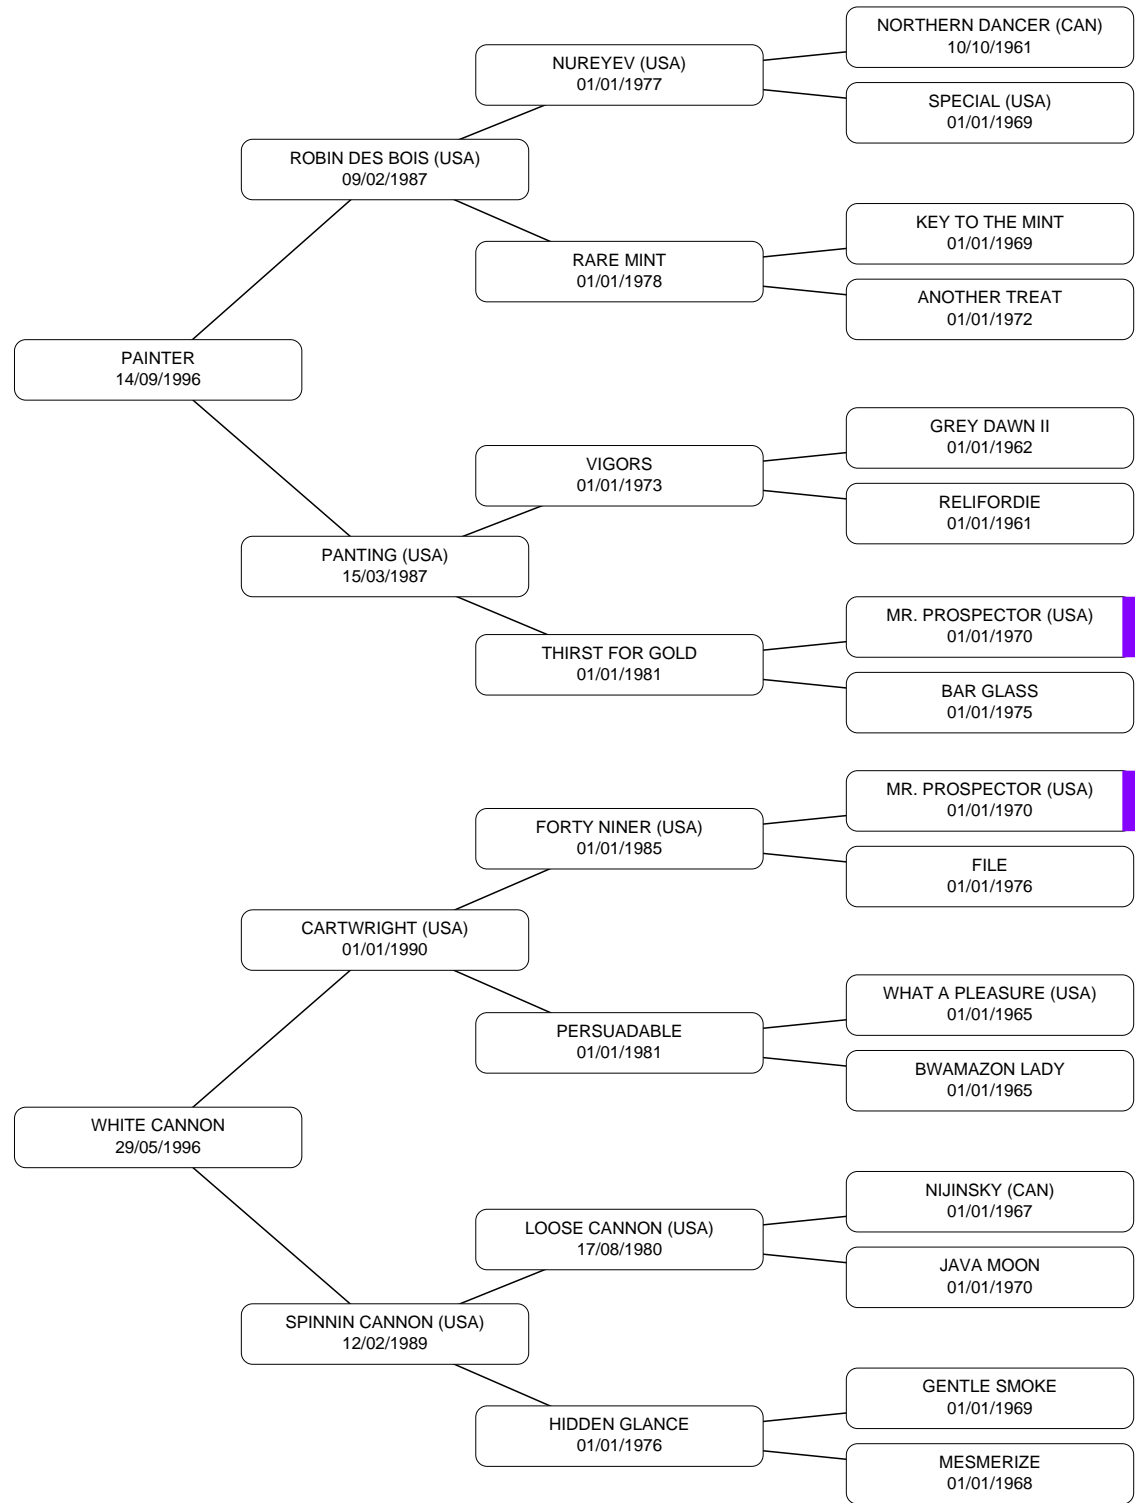 NORTHERN DANCER (CAN)
10/10/1961
NUREYEV (USA)
01/01/1977
SPECIAL (USA)
01/01/1969
ROBIN DES BOIS (USA)
09/02/1987
KEY TO THE MINT
01/01/1969
RARE MINT
01/01/1978
ANOTHER TREAT
01/01/1972
PAINTER
14/09/1996
GREY DAWN II
01/01/1962
VIGORS
01/01/1973
RELIFORDIE
01/01/1961
PANTING (USA)
15/03/1987
MR. PROSPECTOR (USA)
01/01/1970
THIRST FOR GOLD
01/01/1981
BAR GLASS
01/01/1975
MR. PROSPECTOR (USA)
01/01/1970
FORTY NINER (USA)
01/01/1985
FILE
01/01/1976
CARTWRIGHT (USA)
01/01/1990
WHAT A PLEASURE (USA)
01/01/1965
PERSUADABLE
01/01/1981
BWAMAZON LADY
01/01/1965
WHITE CANNON
29/05/1996
NIJINSKY (CAN)
01/01/1967
LOOSE CANNON (USA)
17/08/1980
JAVA MOON
01/01/1970
SPINNIN CANNON (USA)
12/02/1989
GENTLE SMOKE
01/01/1969
HIDDEN GLANCE
01/01/1976
MESMERIZE
01/01/1968